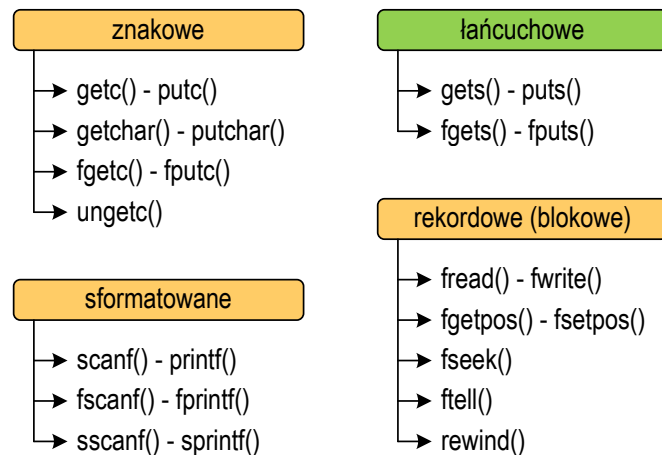 znakowe
getc() - putc()
getchar() - putchar()
fgetc() - fputc()
ungetc()
sformatowane
scanf() - printf()
fscanf() - fprintf()
sscanf() - sprintf()
łańcuchowe
gets() - puts()
fgets() - fputs()
rekordowe (blokowe)
fread() - fwrite()
fgetpos() - fsetpos()
fseek()
ftell()
rewind()